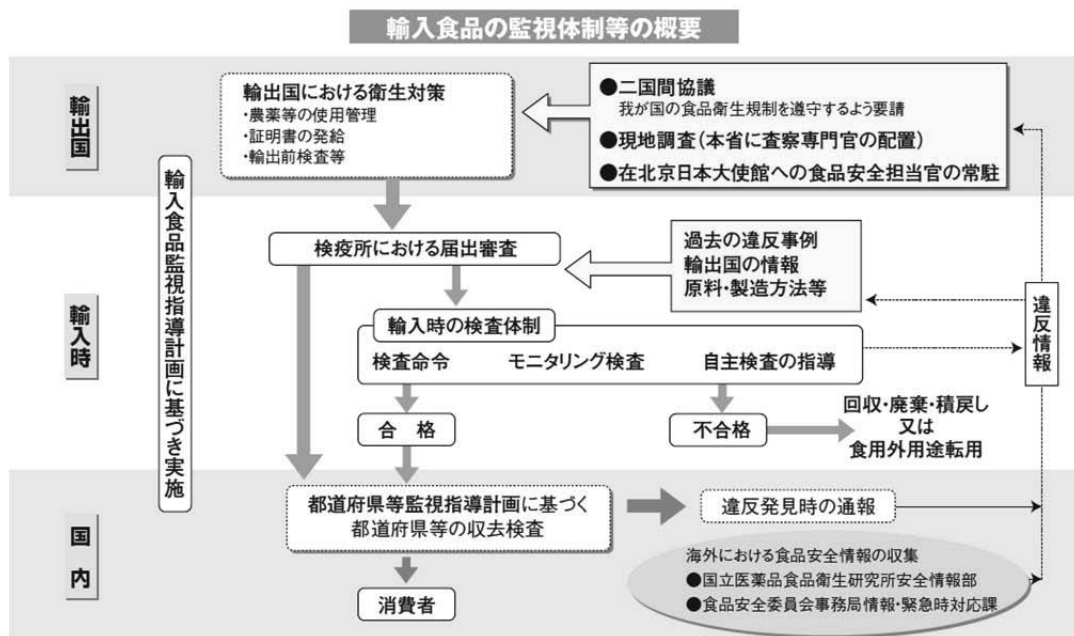 輸入食品の監視体制等の概要
輸出国
輸出国における衛生対策
・農薬等の使用管理
・証明書の発給
・輸出前検査等
●二国間協議
我が国の食品衛生規制を遵守するよう要請
●現地調査(本省に査察専門官の配置)
●在北京日本大使館への食品安全担当官の常駐
輸入食品監視指導計画に基づき実施
輸入時
検疫所における届出審査
過去の違反事例
輸出国の情報
原料・製造方法等
違反情報
輸入時の検査体制
検査命令
モニタリング検査
自主検査の指導
合 格
不合格
回収・廃棄・積戻し
又は
食用外用途転用
国 内
都道府県等監視指導計画に基づく
都道府県等の収去検査
違反発見時の通報
消費者
海外における食品安全情報の収集
●国立医薬品食品衛生研究所安全情報部
●食品安全委員会事務局情報・緊急時対応課